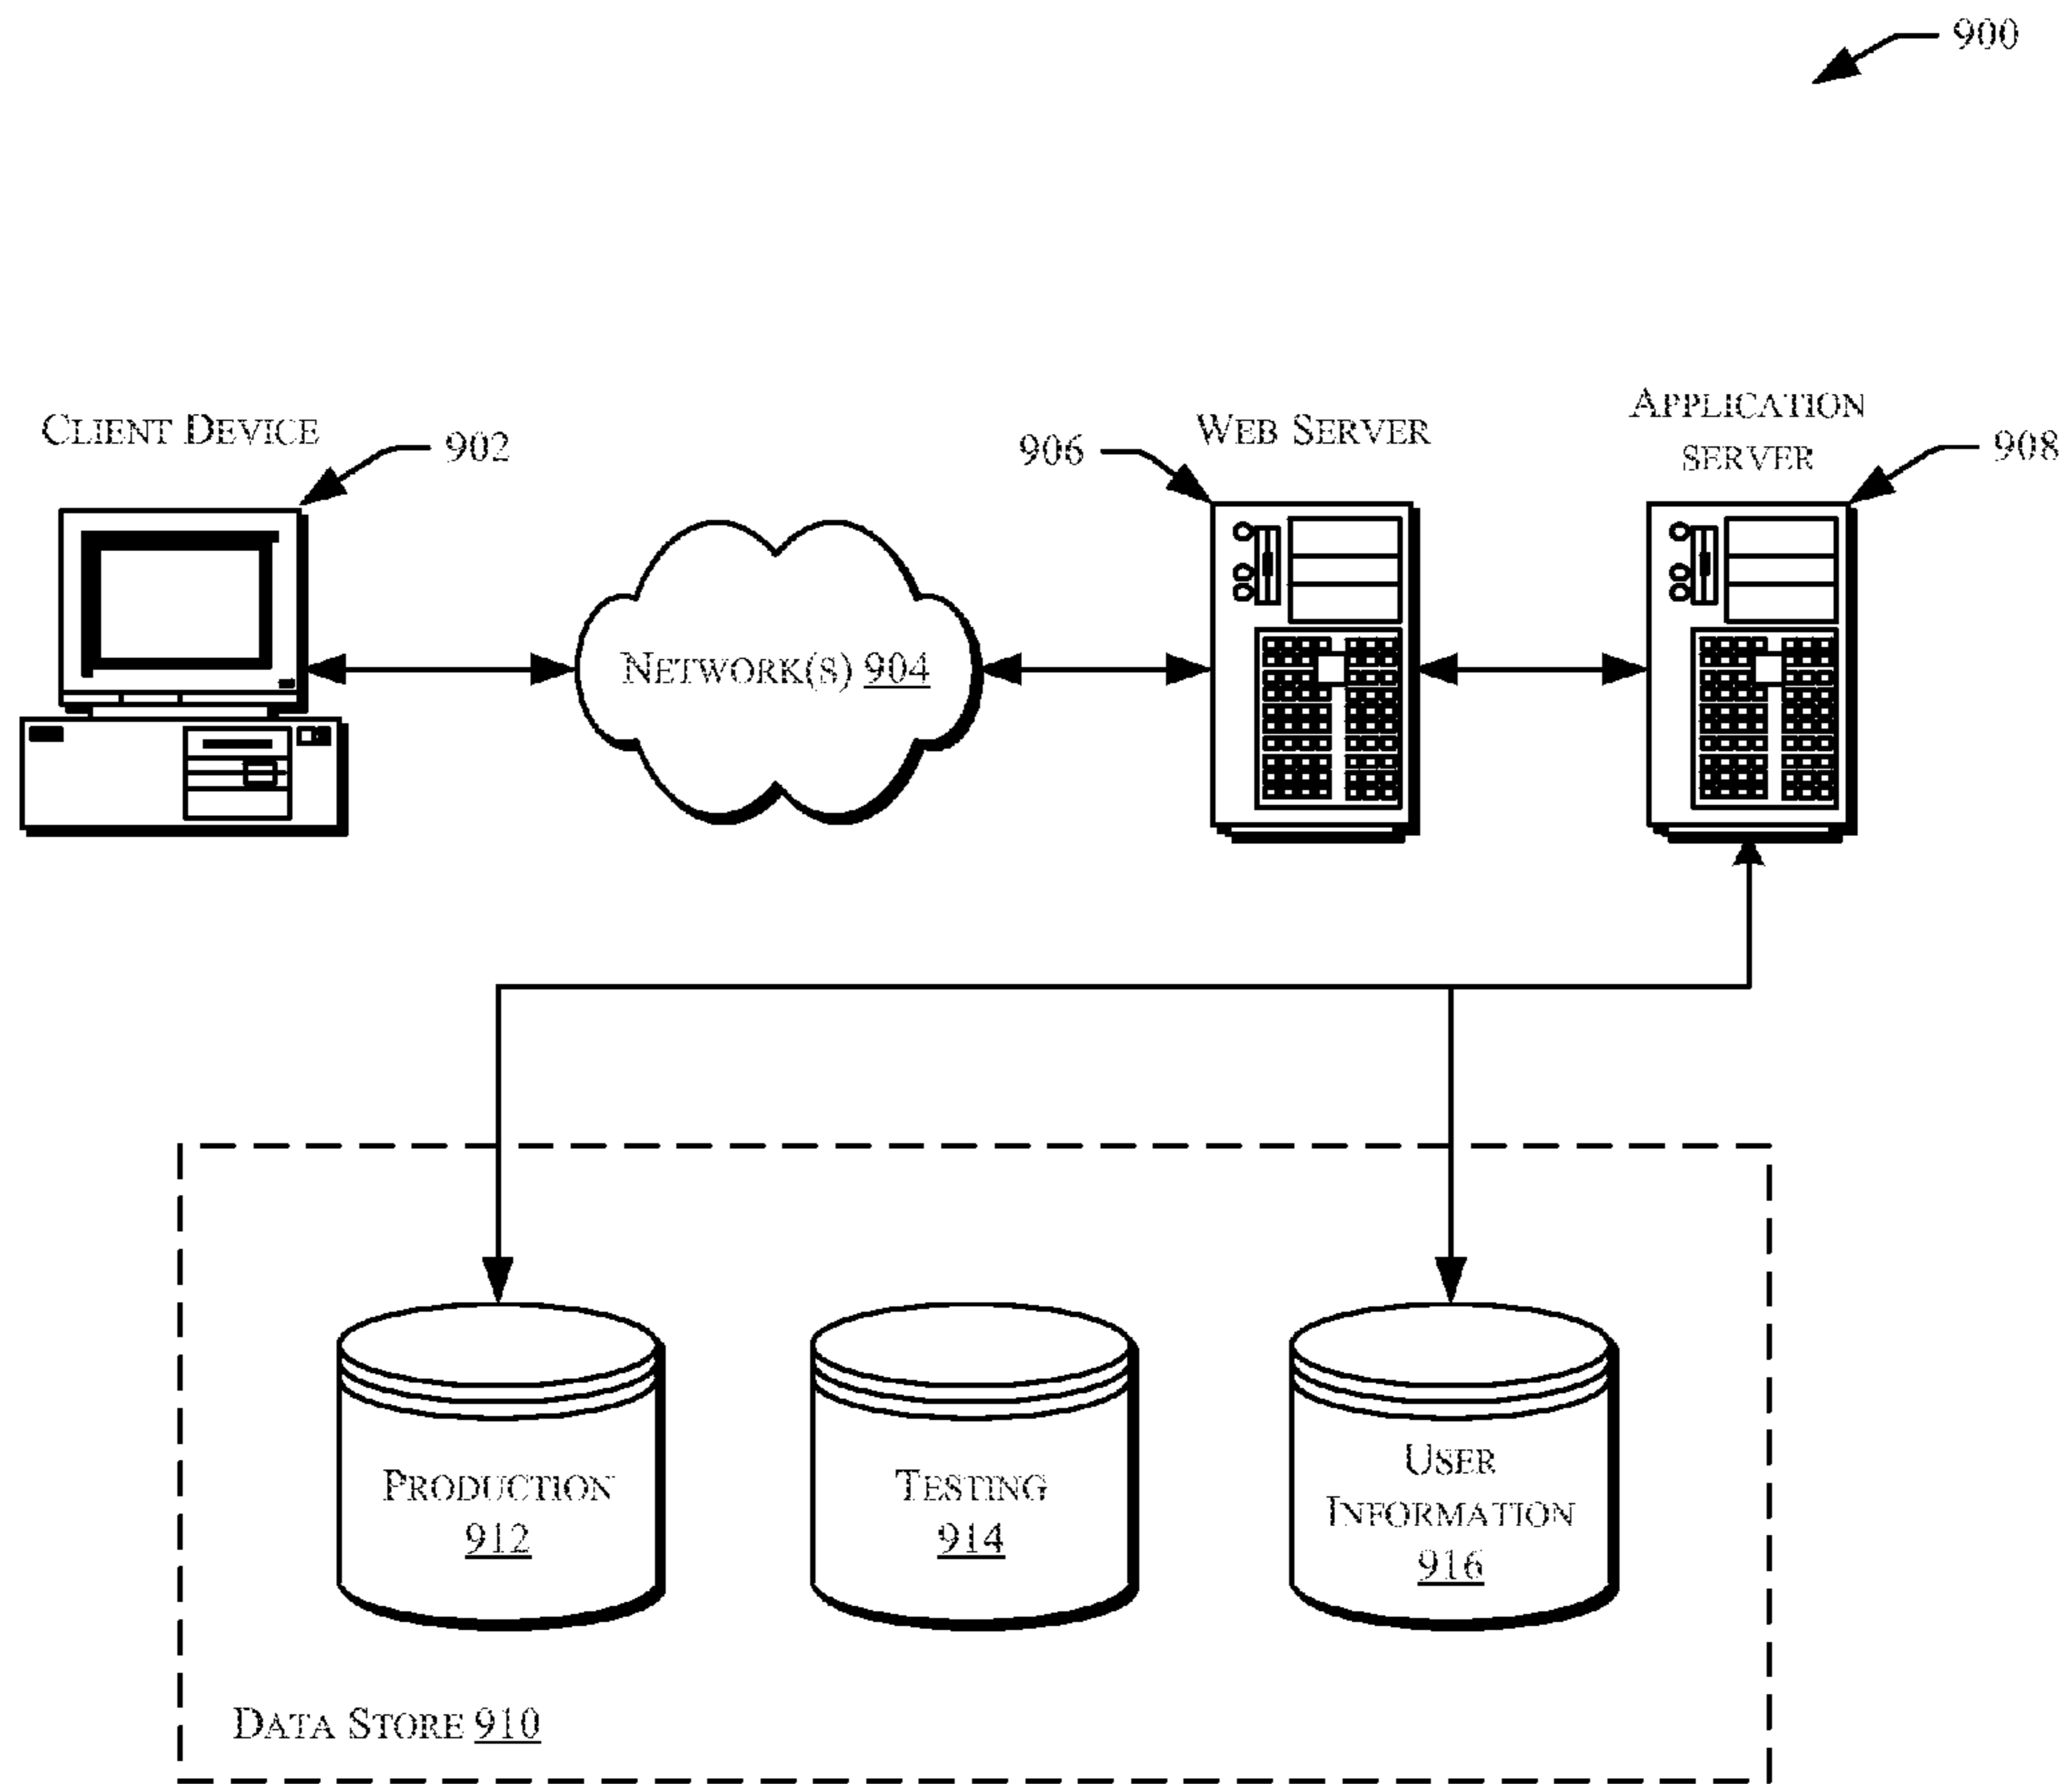 900
CLIENT DEVICE
902
NETWORK(S) 904
906
WEB SERVER
APPLICATION
SERVER
908
PRODUCTION
912
TESTING
914
USER
INFORMATION
916
DATA STORE 910